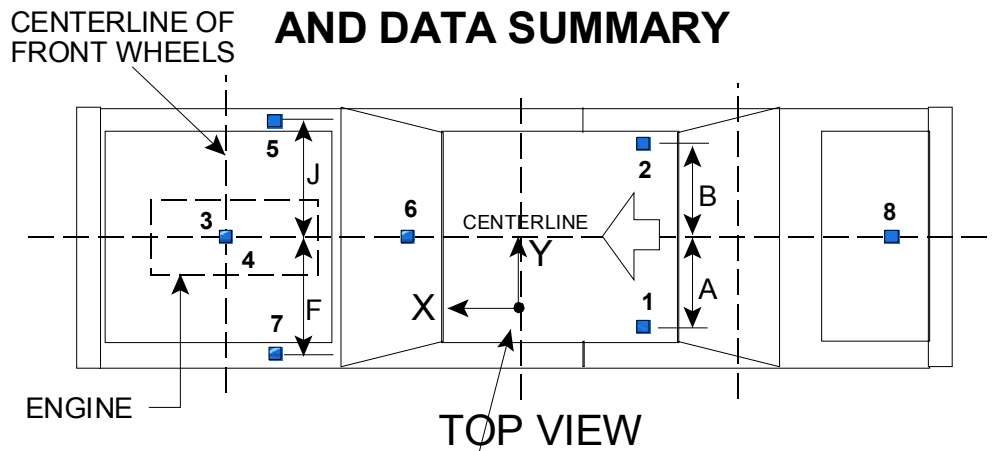 CENTERLINE OF
FRONT WHEELS
AND DATA SUMMARY
5
J
2
B
3
4
6
CENTERLINE
8
Y
X
A
F
7
1
ENGINE
TOP VIEW